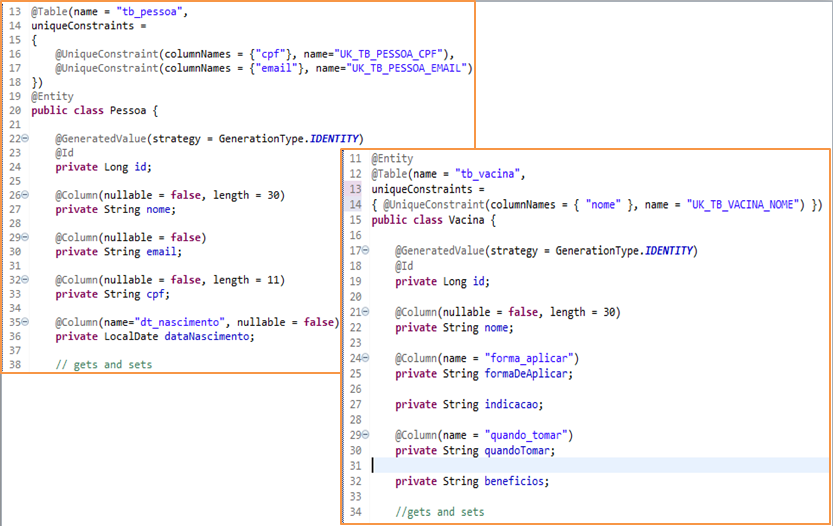 13 @Table(name = "tb_pessoa",
14 uniqueConstraints =
15 {
16     @UniqueConstraint(columnNames = {"cpf"}, name="UK_TB_PESSOA_CPF"),
17     @UniqueConstraint(columnNames = {"email"}, name="UK_TB_PESSOA_EMAIL")
18 })
19 @Entity
20 public class Pessoa {
21
22     @GeneratedValue(strategy = GenerationType.IDENTITY)
23     @Id
24     private Long id;
25
26     @Column(nullable = false, length = 30)
27     private String nome;
28
29     @Column(nullable = false)
30     private String email;
31
32     @Column(nullable = false, length = 11)
33     private String cpf;
34
35     @Column(name="dt_nascimento", nullable = false)
36     private LocalDate dataNascimento;
37
38     // gets and sets
11 @Entity
12 @Table(name = "tb_vacina",
13 uniqueConstraints =
14 { @UniqueConstraint(columnNames = { "nome" }, name = "UK_TB_VACINA_NOME") })
15 public class Vacina {
16
17     @GeneratedValue(strategy = GenerationType.IDENTITY)
18     @Id
19     private Long id;
20
21     @Column(nullable = false, length = 30)
22     private String nome;
23
24     @Column(name = "forma_aplicar")
25     private String formaDeAplicar;
26
27     private String indicacao;
28
29     @Column(name = "quando_tomar")
30     private String quandoTomar;
31
32     private String beneficios;
33
34     //gets and sets